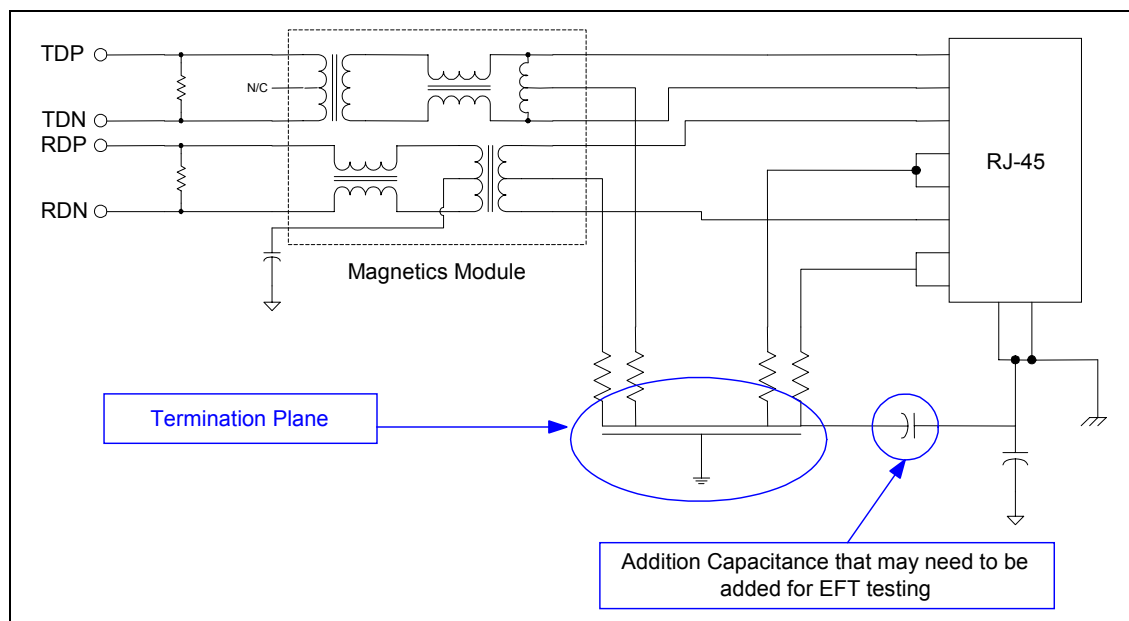 TDP
N/C
TDN
RDP
RJ-45
RDN
Magnetics Module
Termination Plane
Addition Capacitance that may need to be
added for EFT testing